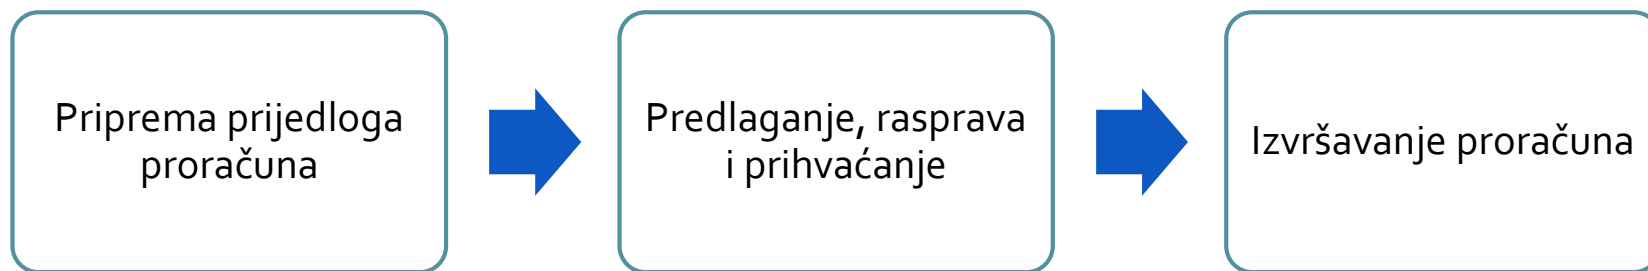 Priprema prijedloga
proračuna
Predlaganje, rasprava
i prihvaćanje
Izvršavanje proračuna